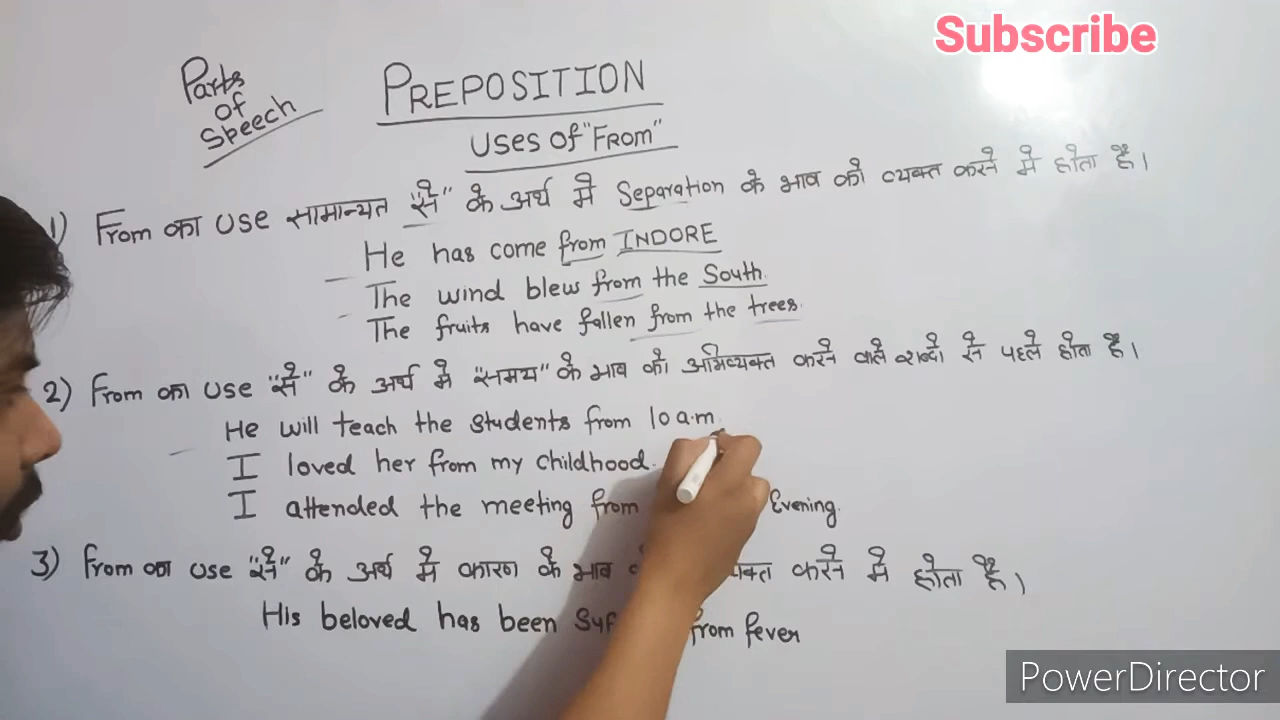 Subscribe
Parts
of
Speech
PREPOSITION
Uses of "FROM"
1) From का use सामान्यत "से" के अर्थ मे Separation के भाव को व्यक्त करने मे होता है।
He has come from INDORE
The wind blew from the South.
The fruits have fallen from the trees.
2) From का use "से" के अर्थ मे "समय" के भाव को अभिव्यक्त करने वाले शब्दो से पहले होता है।
He will teach the students from 10 a.m.
I loved her from my childhood.
I attended the meeting from Evening.
3) From का use "से" के अर्थ मे कारण के भाव करने मे होता है।
His beloved has been from fever
PowerDirector